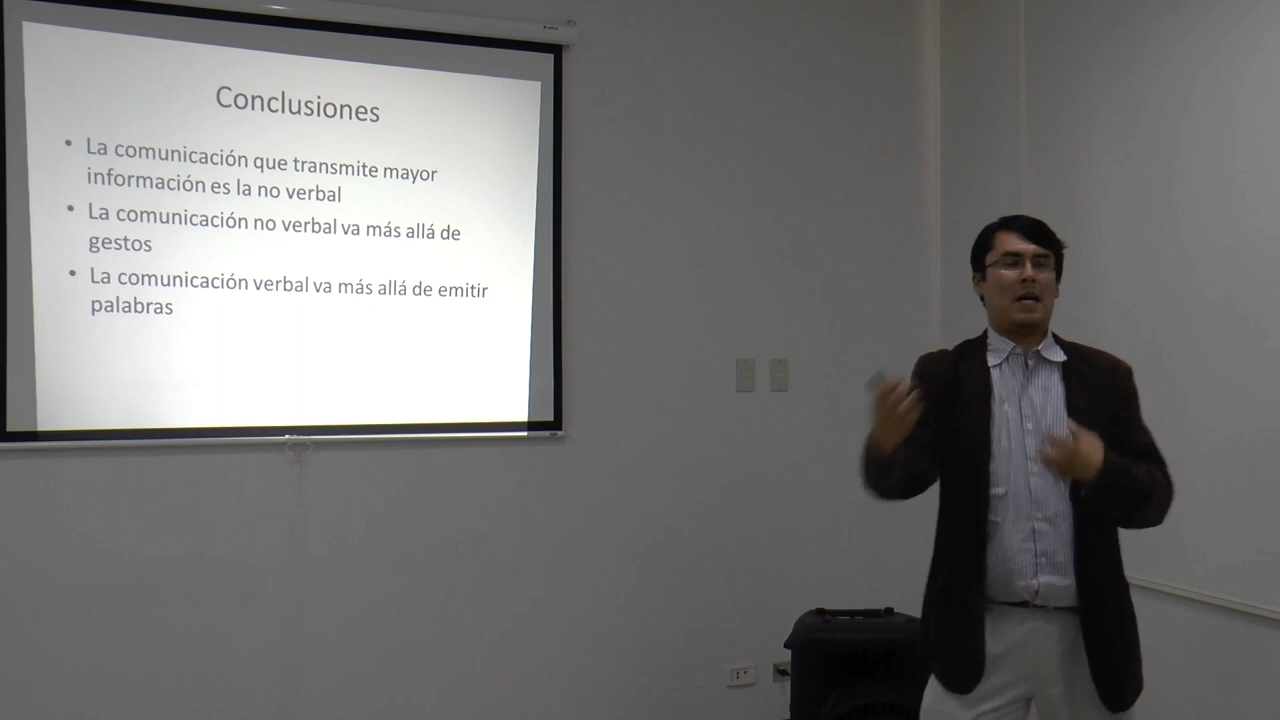 Conclusiones
• La comunicación que transmite mayor
información es la no verbal
• La comunicación no verbal va más allá de
gestos
• La comunicación verbal va más allá de emitir
palabras